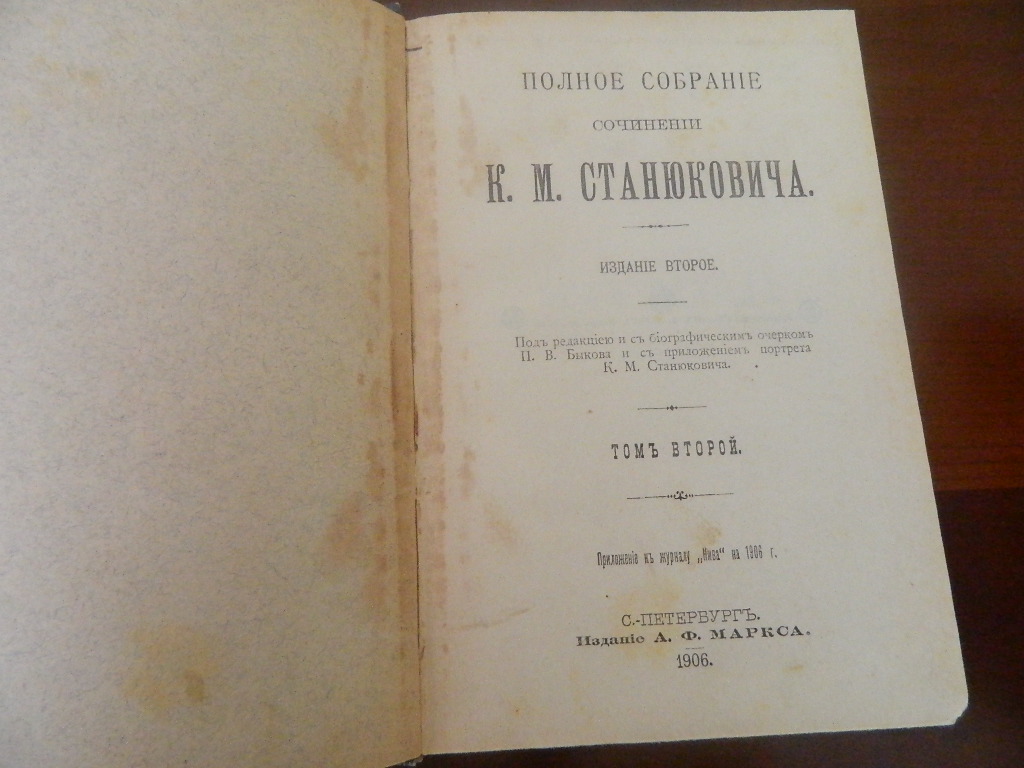 ПОЛНОЕ СОБРАНІЕ
СОЧИНЕНІИ
К. М. СТАНЮКОВИЧА.
ИЗДАНІЕ ВТОРОЕ.
Подъ редакціею и съ біографическимъ очеркомъ
П. В. Быкова и съ приложеніемъ портрета
К. М. Станюковича.
ТОМЪ ВТОРОЙ.
Приложеніе къ журналу „Нива“ на 1906 г.
С.-ПЕТЕРБУРГЪ.
Изданіе А. Ф. МАРКСА.
1906.